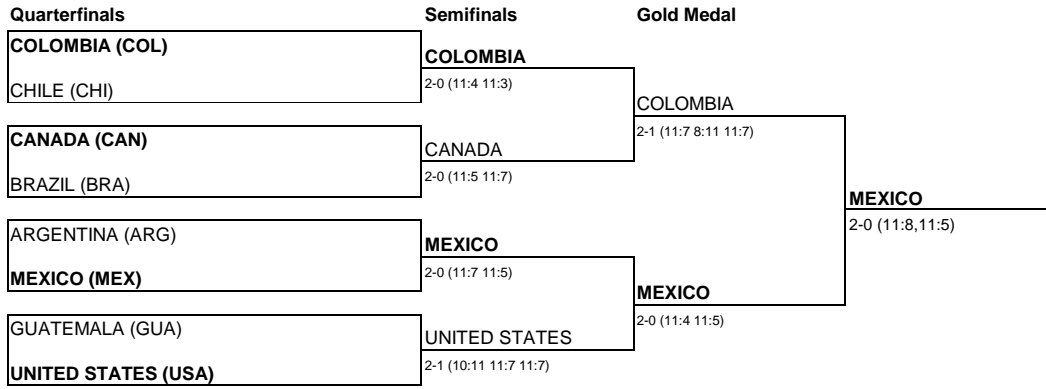 Quarterfinals Semifinals Gold Medal
COLOMBIA (COL)
COLOMBIA
2-0 (11:4 11:3)
CHILE (CHI)
COLOMBIA
2-1 (11:7 8:11 11:7)
CANADA (CAN)
CANADA
2-0 (11:5 11:7)
BRAZIL (BRA)
MEXICO
2-0 (11:8,11:5)
ARGENTINA (ARG)
MEXICO
2-0 (11:7 11:5)
MEXICO (MEX)
MEXICO
2-0 (11:4 11:5)
GUATEMALA (GUA)
UNITED STATES
2-1 (10:11 11:7 11:7)
UNITED STATES (USA)